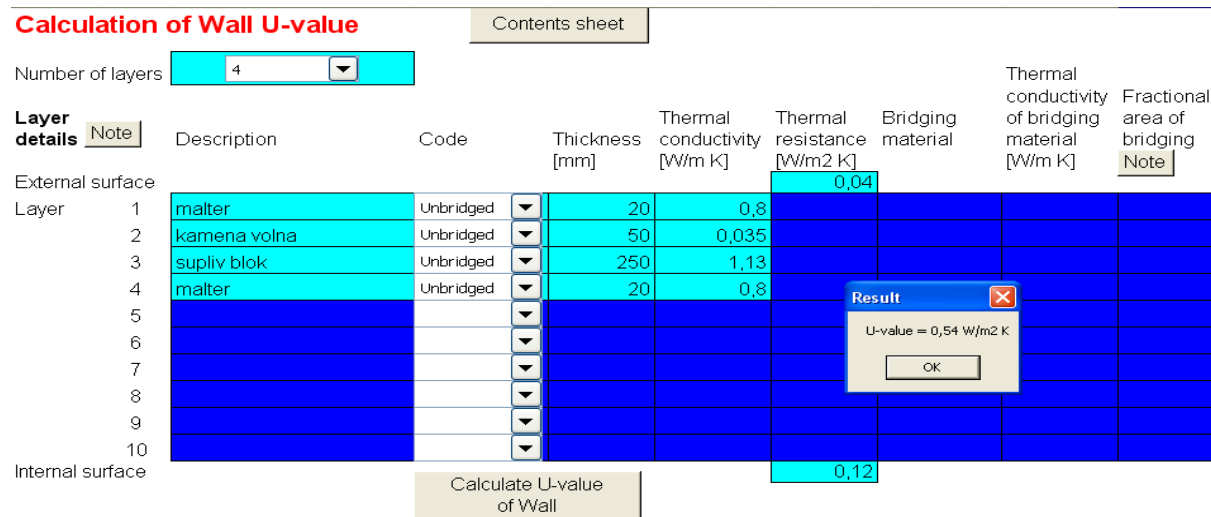 Calculation of Wall U-value
Contents sheet
Number of layers 4
Layer details Note
Description
Code
Thickness [mm]
Thermal conductivity [W/m K]
Thermal resistance [W/m2 K]
Bridging material
Thermal conductivity of bridging material [W/m K]
Fractional area of bridging Note
External surface 0,04
Layer 1 malter Unbridged 20 0,8
2 kamena volna Unbridged 50 0,035
3 supliv blok Unbridged 250 1,13
4 malter Unbridged 20 0,8
5
6
7
8
9
10
Result
U-value = 0,54 W/m2 K
OK
Internal surface 0,12
Calculate U-value
of Wall